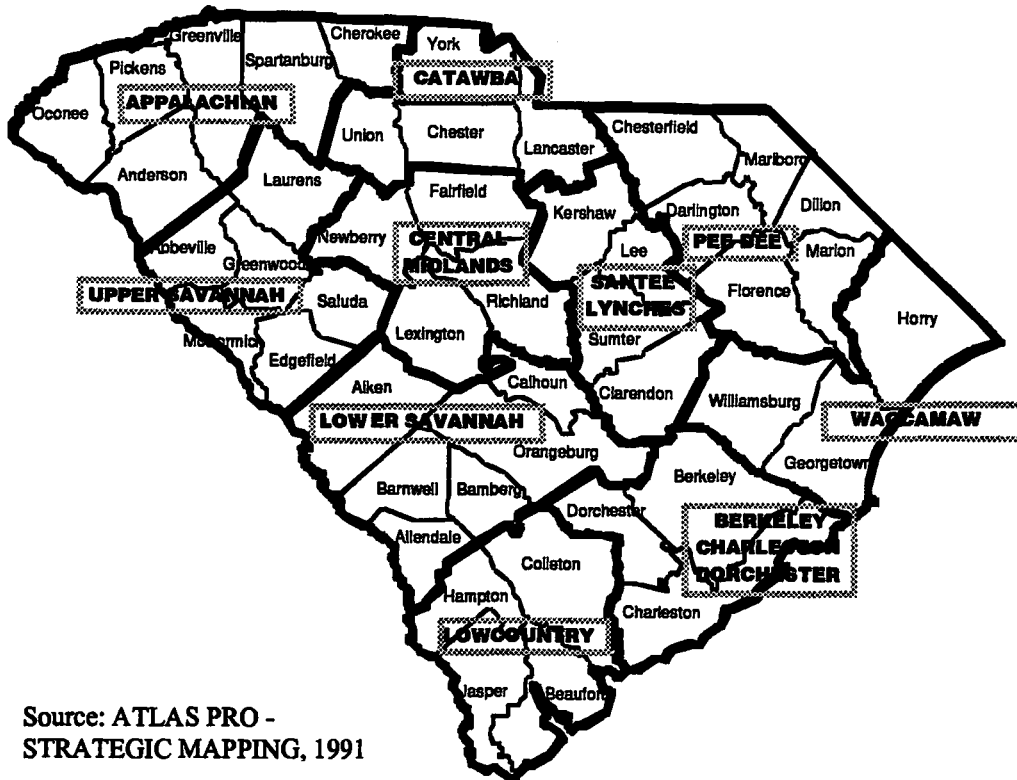 Greenville
Cherokee
York
Pickens
Spartanburg
CATAWBA
Oconee
APPALACHIAN
Union
Chester
Chesterfield
Lancaster
Marlboro
Anderson
Laurens
Fairfield
Kershaw
Darlington
Dillon
Abbeville
Newberry
CENTRAL
MIDLANDS
Lee
PEE DEE
Marion
Greenwood
UPPER SAVANNAH
Saluda
Richland
SANTEE
LYNCHES
Florence
Horry
McCormick
Edgefield
Lexington
Sumter
Aiken
Calhoun
Clarendon
Williamsburg
LOWER SAVANNAH
WACCAMAW
Orangeburg
Georgetown
Berkeley
Barnwell
Bamberg
Dorchester
BERKELEY
CHARLESTON
DORCHESTER
Allendale
Colleton
Hampton
Charleston
LOWCOUNTRY
Jasper
Beaufort
Source: ATLAS PRO -
STRATEGIC MAPPING, 1991